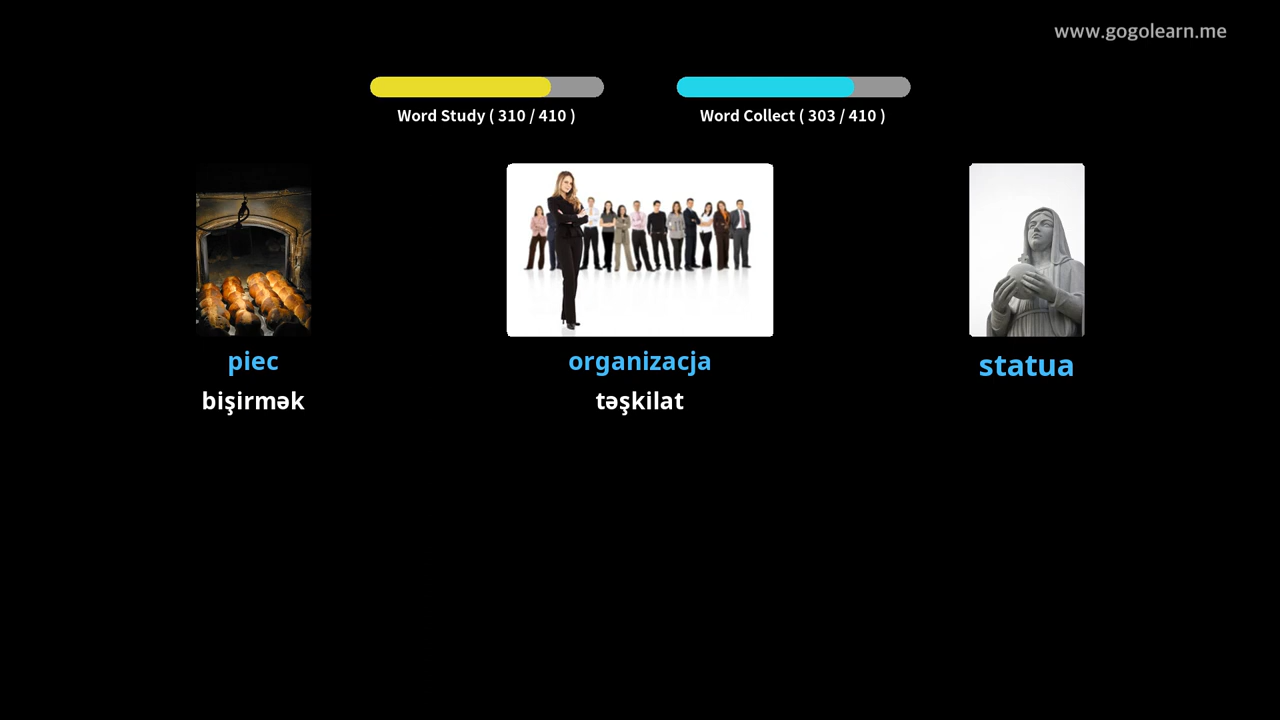 www.gogolearn.me
Word Study ( 310 / 410 )
Word Collect ( 303 / 410 )
piec
bişirmək
organizacja
təşkilat
statua